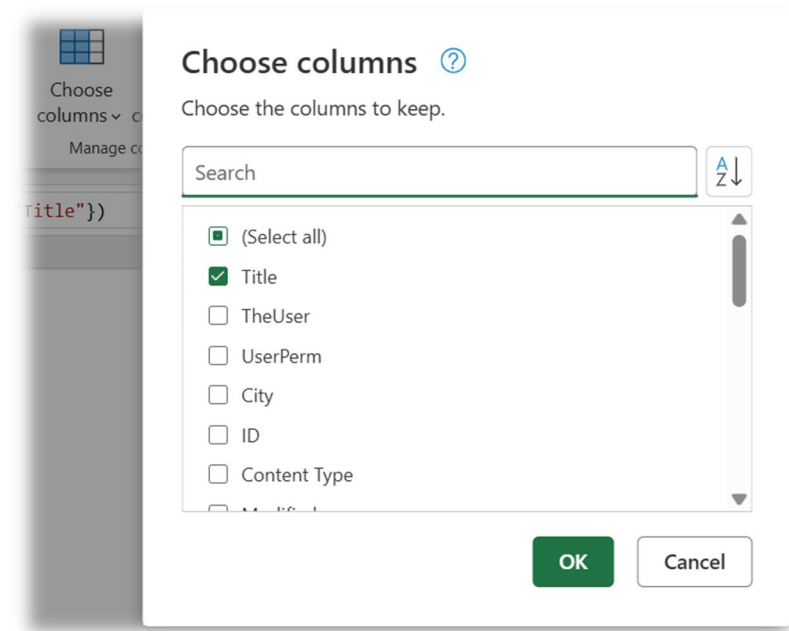 Choose columns
Choose the columns to keep.
Choose
columns
Manage
Title"})
Search
A
Z
(Select all)
Title
TheUser
UserPerm
City
ID
Content Type
OK
Cancel